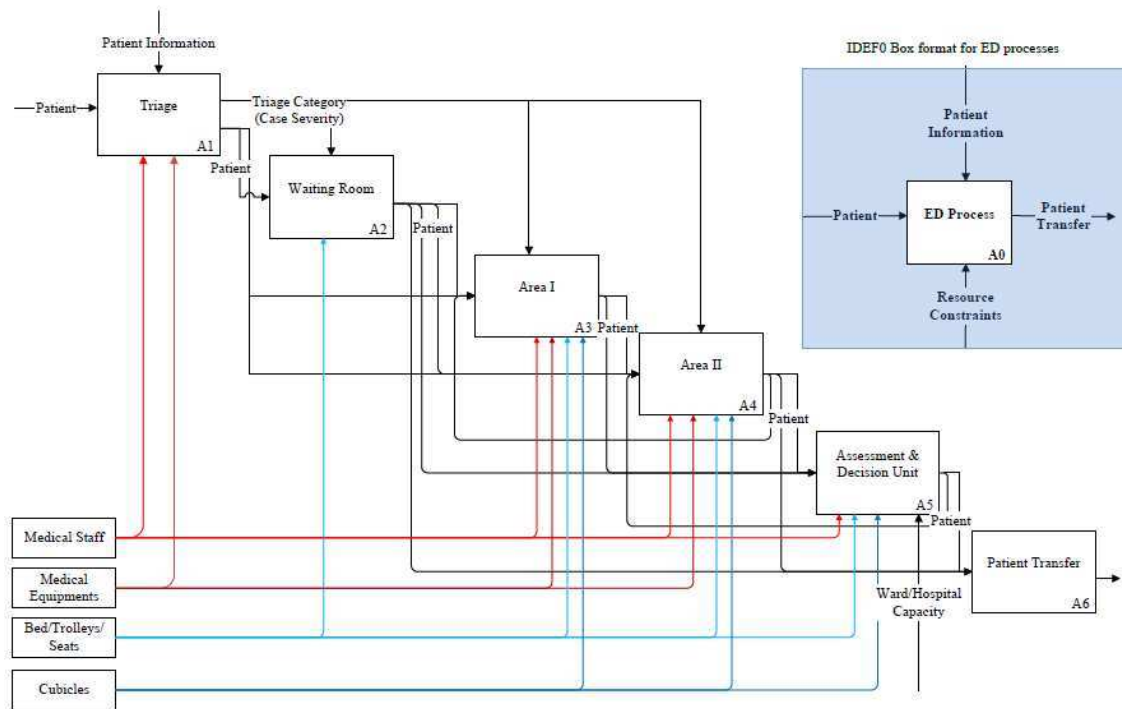 Patient Information
IDEF0 Box format for ED processes
Patient
Triage
A1
Triage Category
(Case Severity)
Patient
Waiting Room
A2
Patient
Area I
A3
Patient
Area II
A4
Patient
Assessment &
Decision Unit
A5
Patient
Patient Transfer
A6
Ward/Hospital
Capacity
Medical Staff
Medical
Equipments
Bed/Trolleys/
Seats
Cubicles
Patient
Information
Patient
ED Process
A0
Patient
Transfer
Resource
Constraints